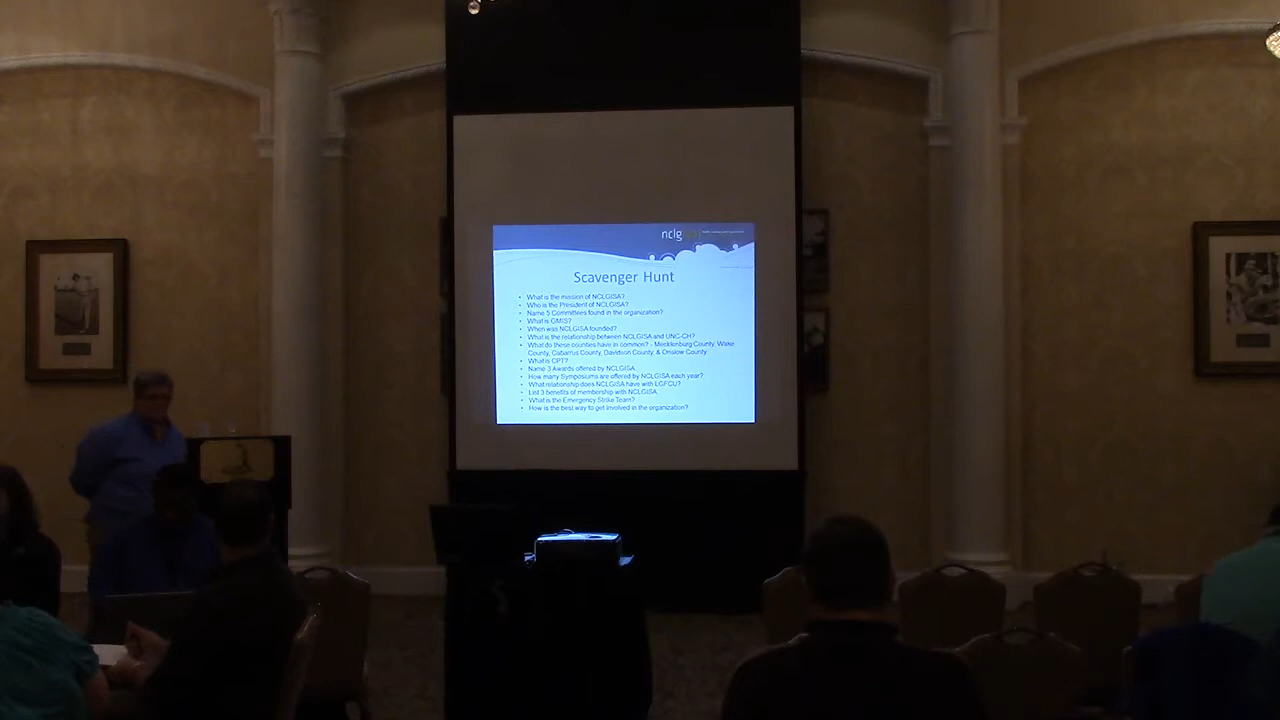 nclg
Scavenger Hunt
• What is the mission of NCLGISA?
• Who is the President of NCLGISA?
• Name 5 Committees found in the organization?
• What is GMIS?
• When was NCLGISA founded?
• What is the relationship between NCLGISA and UNC-CH?
• What do these counties have in common? - Mecklenburg County, Wake
County, Cabarrus County, Davidson County, & Onslow County
• What is CPT?
• Name 3 Awards offered by NCLGISA.
• How many Symposiums are offered by NCLGISA each year?
• What relationship does NCLGISA have with LGFCU?
• List 3 benefits of membership with NCLGISA.
• What is the Emergency Strike Team?
• How is the best way to get involved in the organization?